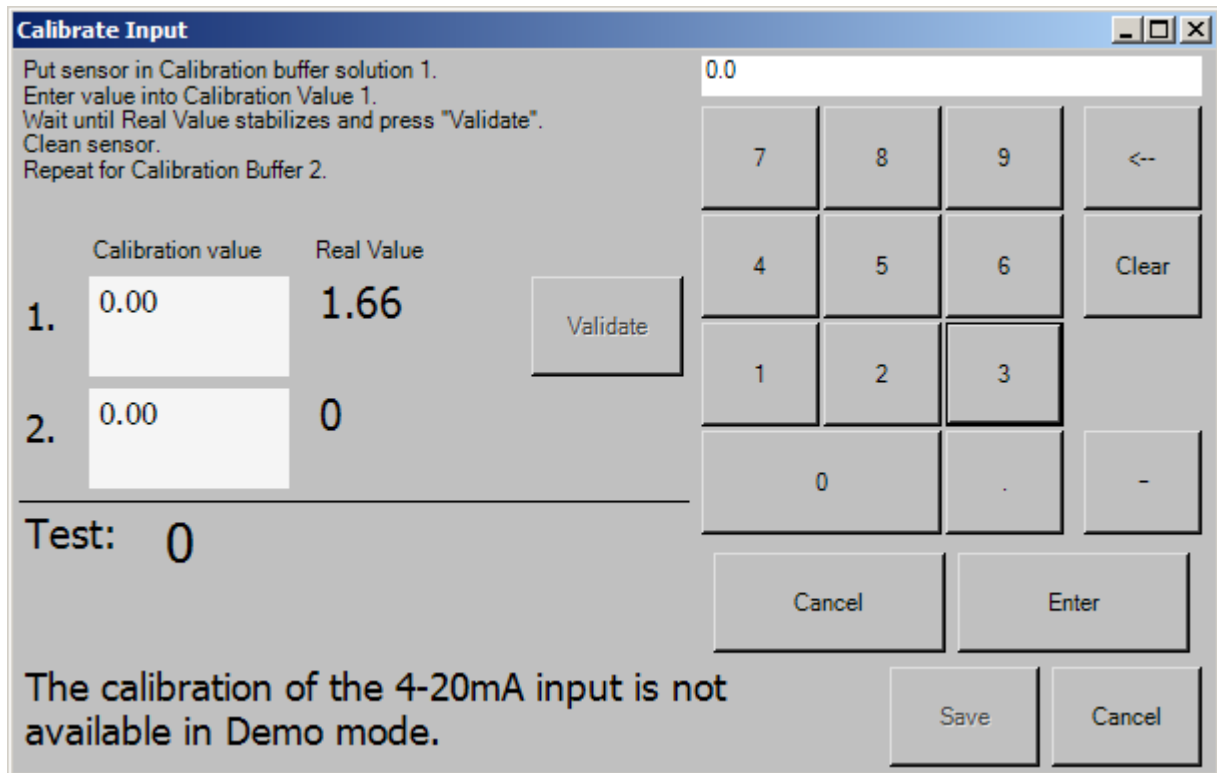 Calibrate Input
Put sensor in Calibration buffer solution 1.
Enter value into Calibration Value 1.
Wait until Real Value stabilizes and press "Validate".
Clean sensor.
Repeat for Calibration Buffer 2.
Calibration value Real Value
1. 0.00 1.66 Validate
2. 0.00 0
Test: 0
0.0
7 8 9 <--
4 5 6 Clear
1 2 3
0 . -
Cancel Enter
The calibration of the 4-20mA input is not
available in Demo mode.
Save Cancel